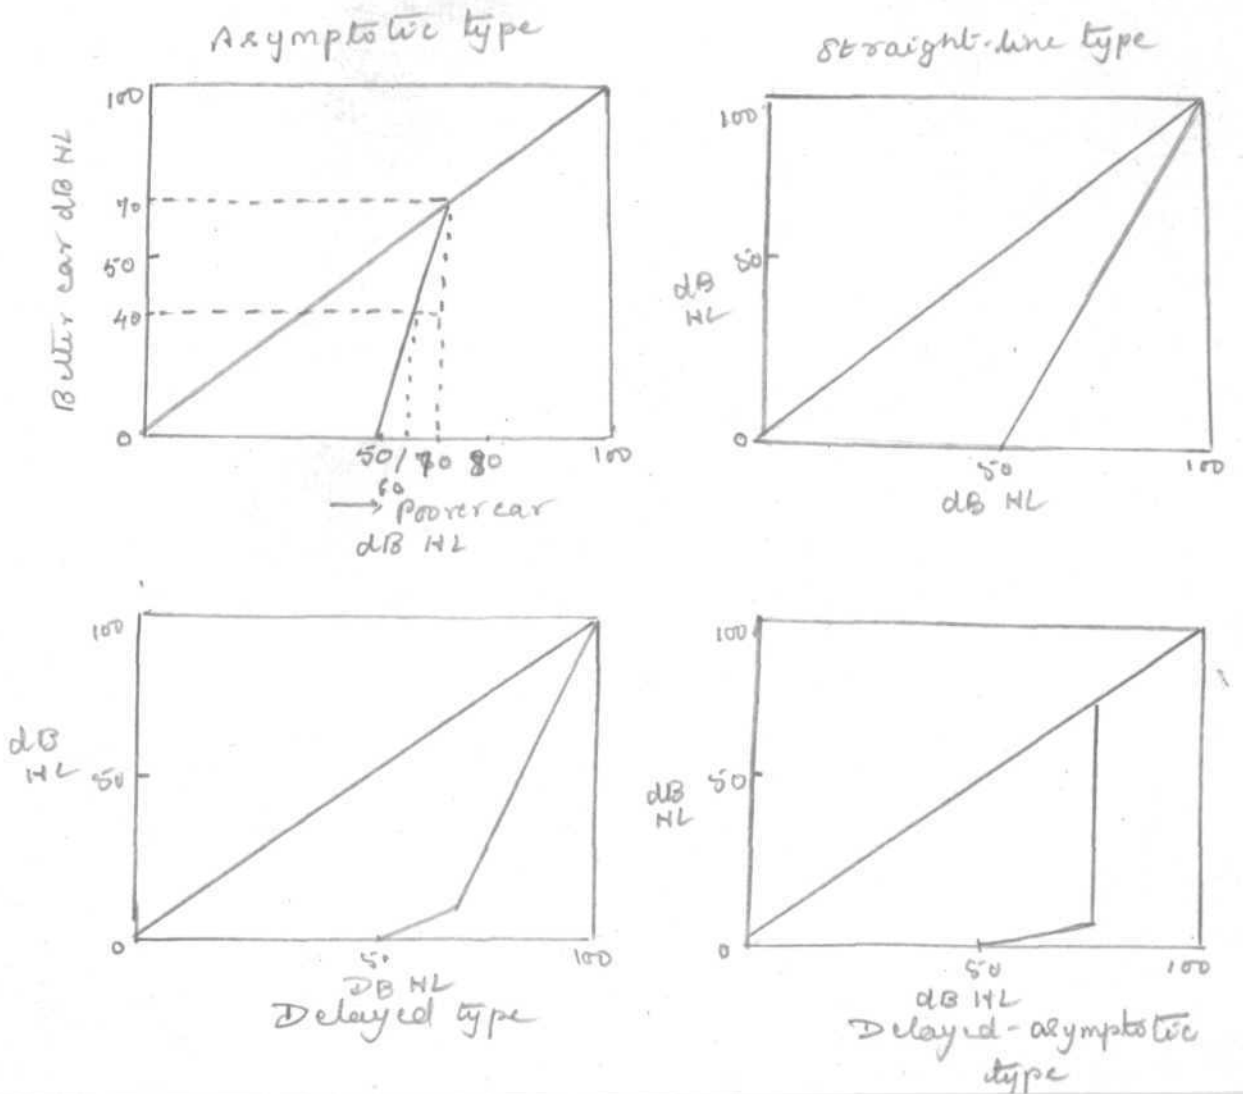 Asymptotic type
100
70
50
40
0
Better ear dB HL
50/ 70 80 100
60
→ Poorer ear
dB HL
Straight-line type
100
50
dB
HL
0
50 100
dB HL
100
dB
HL
50
0
50 100
DB HL
Delayed type
100
50
dB
HL
0
50 100
dB HL
Delayed-asymptotic
type